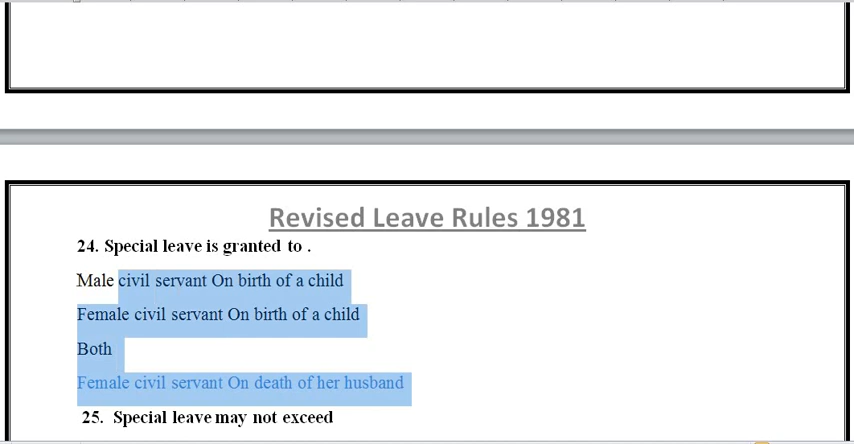 Revised Leave Rules 1981
24. Special leave is granted to .
Male civil servant On birth of a child
Female civil servant On birth of a child
Both
Female civil servant On death of her husband
25. Special leave may not exceed